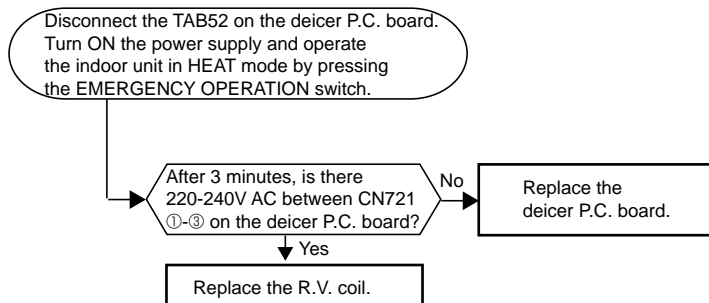 Disconnect the TAB52 on the deicer P.C. board.
Turn ON the power supply and operate
the indoor unit in HEAT mode by pressing
the EMERGENCY OPERATION switch.
After 3 minutes, is there
220-240V AC between CN721
①-③ on the deicer P.C. board?
No
Replace the
deicer P.C. board.
Yes
Replace the R.V. coil.